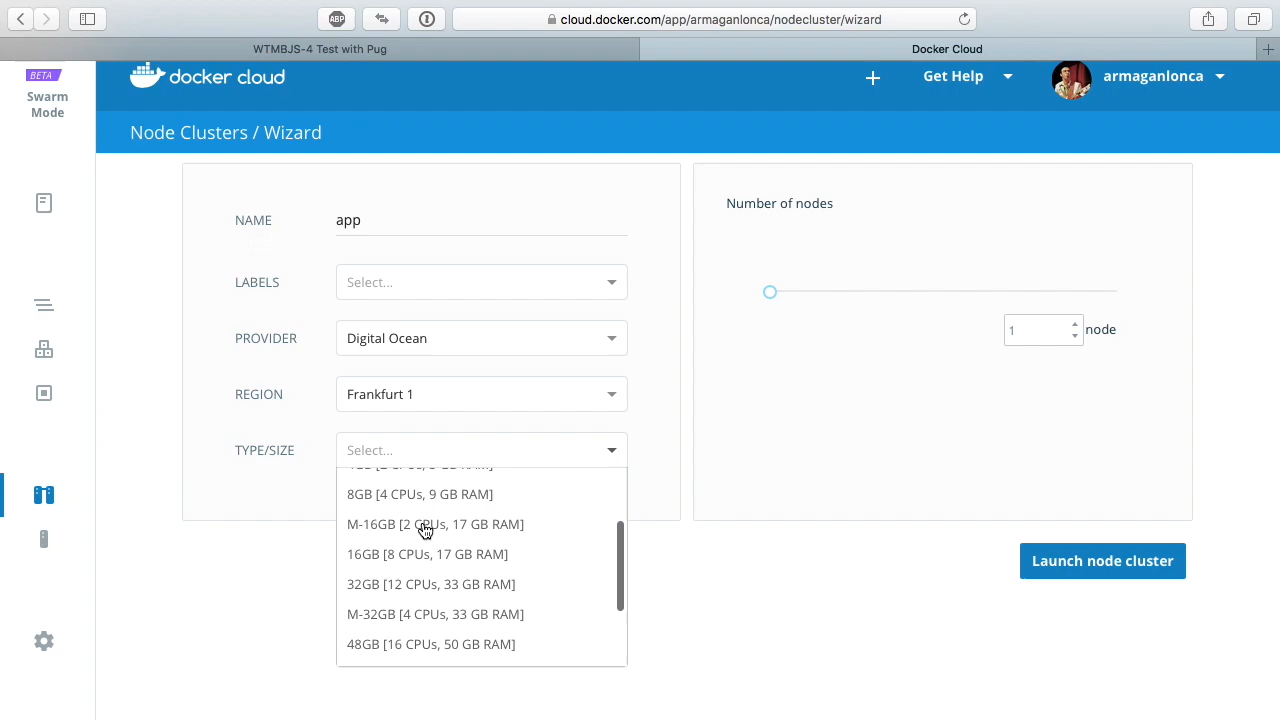 ABP
cloud.docker.com/app/armaganlonca/nodecluster/wizard
WTMBJS-4 Test with Pug
Docker Cloud
BETA
Swarm
Mode
docker cloud
Get Help
armaganlonca
Node Clusters / Wizard
NAME
app
LABELS
Select...
PROVIDER
Digital Ocean
REGION
Frankfurt 1
TYPE/SIZE
Select...
8GB [4 CPUs, 9 GB RAM]
M-16GB [2 CPUs, 17 GB RAM]
16GB [8 CPUs, 17 GB RAM]
32GB [12 CPUs, 33 GB RAM]
M-32GB [4 CPUs, 33 GB RAM]
48GB [16 CPUs, 50 GB RAM]
Number of nodes
1 node
Launch node cluster